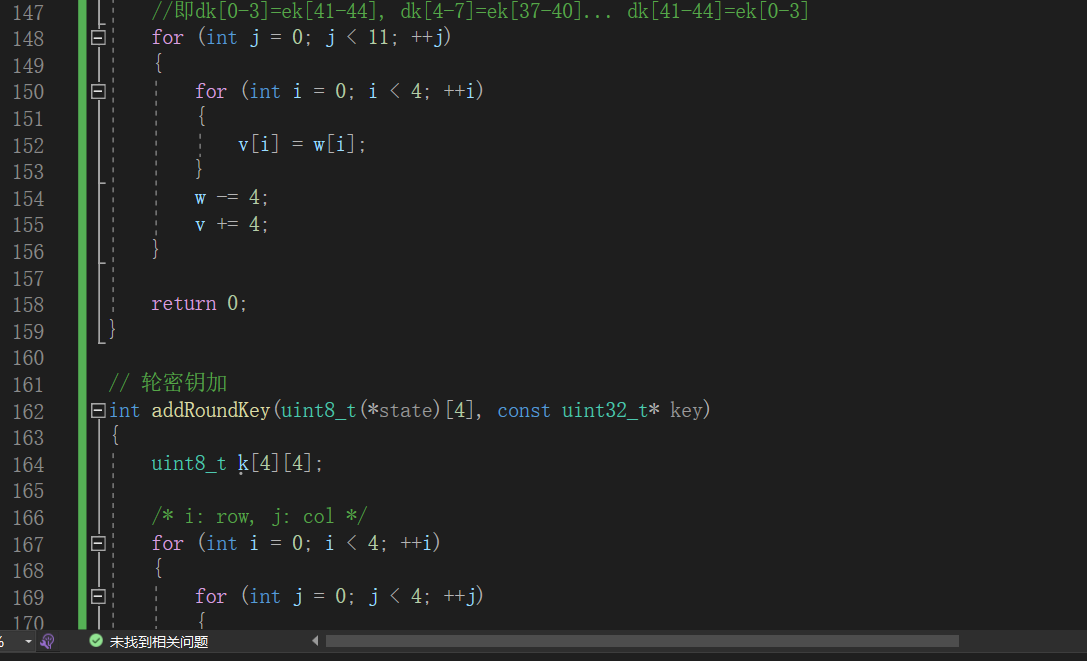 147 //即dk[0-3]=ek[41-44], dk[4-7]=ek[37-40]... dk[41-44]=ek[0-3]
148 for (int j = 0; j < 11; ++j)
149 {
150 for (int i = 0; i < 4; ++i)
151 {
152 v[i] = w[i];
153 }
154 w -= 4;
155 v += 4;
156 }
157
158 return 0;
159 }
160
161 // 轮密钥加
162 int addRoundKey(uint8_t(*state)[4], const uint32_t* key)
163 {
164 uint8_t k[4][4];
165
166 /* i: row, j: col */
167 for (int i = 0; i < 4; ++i)
168 {
169 for (int j = 0; j < 4; ++j)
170 {
% 未找到相关问题